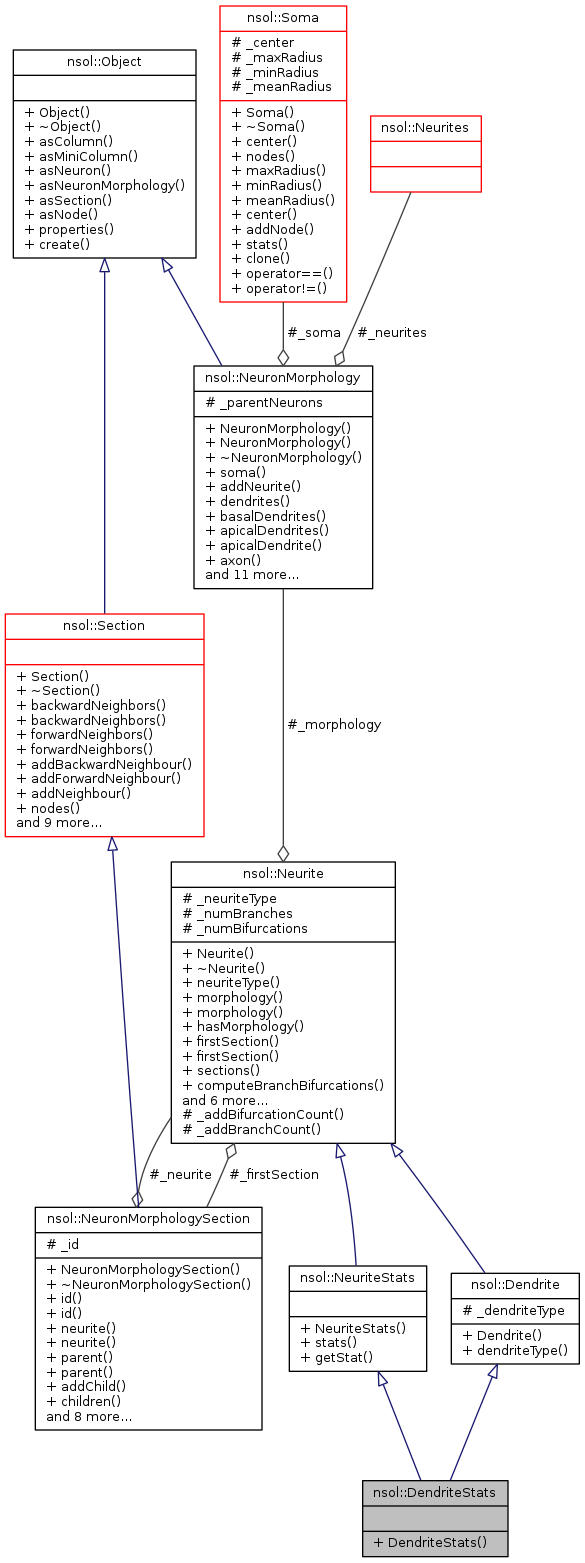 nsol::Soma
# _center
# _maxRadius
# _minRadius
# _meanRadius
+ Soma()
+ ~Soma()
+ center()
+ nodes()
+ maxRadius()
+ minRadius()
+ meanRadius()
+ center()
+ addNode()
+ stats()
+ clone()
+ operator==()
+ operator!=()
nsol::Object
+ Object()
+ ~Object()
+ asColumn()
+ asMiniColumn()
+ asNeuron()
+ asNeuronMorphology()
+ asSection()
+ asNode()
+ properties()
+ create()
nsol::Neurites
#_soma
#_neurites
nsol::NeuronMorphology
# _parentNeurons
+ NeuronMorphology()
+ NeuronMorphology()
+ ~NeuronMorphology()
+ soma()
+ addNeurite()
+ dendrites()
+ basalDendrites()
+ apicalDendrites()
+ apicalDendrite()
+ axon()
and 11 more...
nsol::Section
+ Section()
+ ~Section()
+ backwardNeighbors()
+ backwardNeighbors()
+ forwardNeighbors()
+ forwardNeighbors()
+ addBackwardNeighbour()
+ addForwardNeighbour()
+ addNeighbour()
+ nodes()
and 9 more...
#_morphology
nsol::Neurite
# _neuriteType
# _numBranches
# _numBifurcations
+ Neurite()
+ ~Neurite()
+ neuriteType()
+ morphology()
+ morphology()
+ hasMorphology()
+ firstSection()
+ firstSection()
+ sections()
+ computeBranchBifurcations()
and 6 more...
# _addBifurcationCount()
# _addBranchCount()
#_neurite
#_firstSection
nsol::NeuronMorphologySection
# _id
+ NeuronMorphologySection()
+ ~NeuronMorphologySection()
+ id()
+ id()
+ neurite()
+ neurite()
+ parent()
+ parent()
+ addChild()
+ children()
and 8 more...
nsol::NeuriteStats
+ NeuriteStats()
+ stats()
+ getStat()
nsol::Dendrite
# _dendriteType
+ Dendrite()
+ dendriteType()
nsol::DendriteStats
+ DendriteStats()